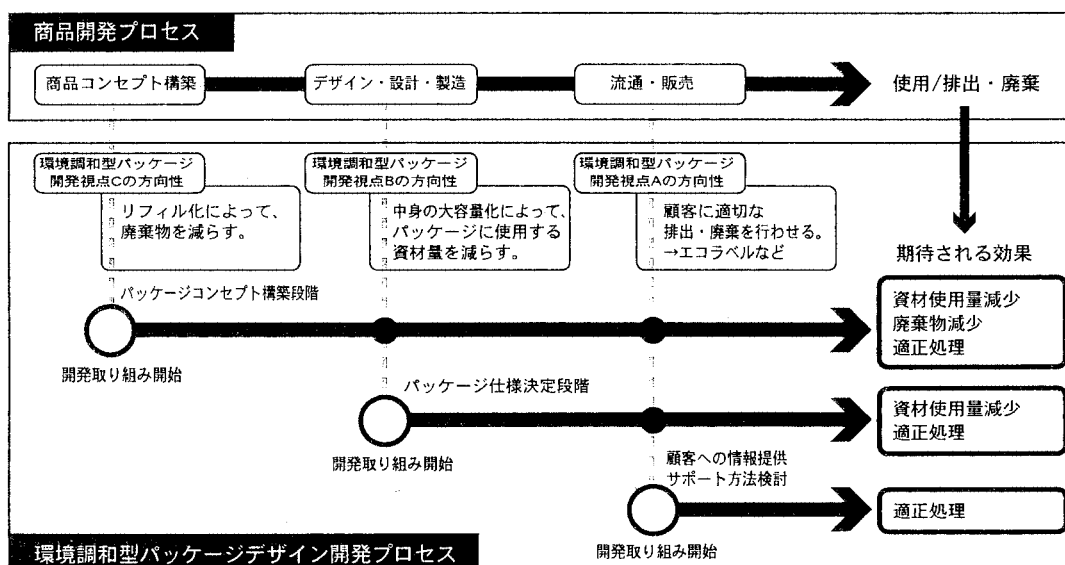 商品開発プロセス
商品コンセプト構築
デザイン・設計・製造
流通・販売
使用/排出・廃棄
環境調和型パッケージ
開発視点Cの方向性
リフィル化によって、
廃棄物を減らす。
環境調和型パッケージ
開発視点Bの方向性
中身の大容量化によって、
パッケージに使用する
資材量を減らす。
環境調和型パッケージ
開発視点Aの方向性
顧客に適切な
排出・廃棄を行わせる。
→エコラベルなど
期待される効果
パッケージコンセプト構築段階
開発取り組み開始
資材使用量減少
廃棄物減少
適正処理
パッケージ仕様決定段階
開発取り組み開始
資材使用量減少
適正処理
顧客への情報提供
サポート方法検討
開発取り組み開始
適正処理
環境調和型パッケージデザイン開発プロセス